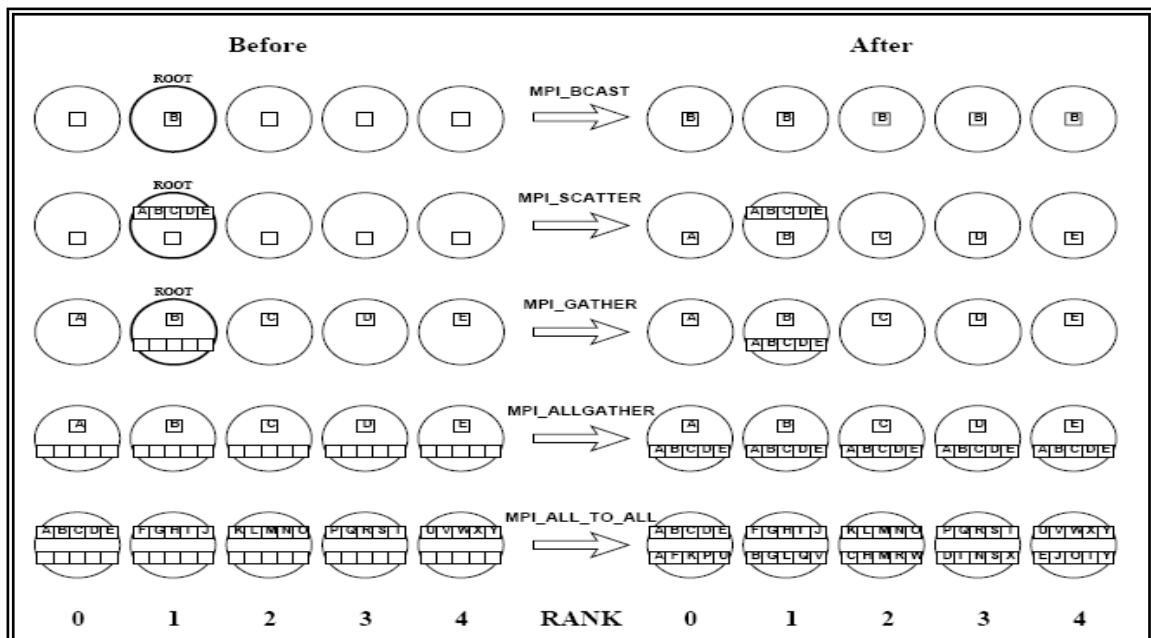 Before After
ROOT
MPI_BCAST
B B B B B B
ROOT
MPI_SCATTER
A B C D E A B C D E
A B C D E
ROOT
MPI_GATHER
A B C D E A B C D E
A B C D E
MPI_ALLGATHER
A B C D E A B C D E
A B C D E A B C D E A B C D E A B C D E A B C D E
MPI_ALL_TO_ALL
A B C D E F G H I J K L M N O P Q R S T U V W X Y A B C D E F G H I J K L M N O P Q R S T U V W X Y
A F K P U B G L Q V C H M R W D I N S X E J O T Y
0 1 2 3 4 RANK 0 1 2 3 4